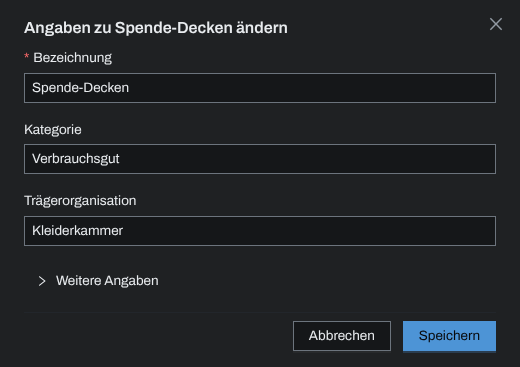 Angaben zu Spende-Decken ändern
* Bezeichnung
Spende-Decken
Kategorie
Verbrauchsgut
Trägerorganisation
Kleiderkammer
Weitere Angaben
Abbrechen
Speichern